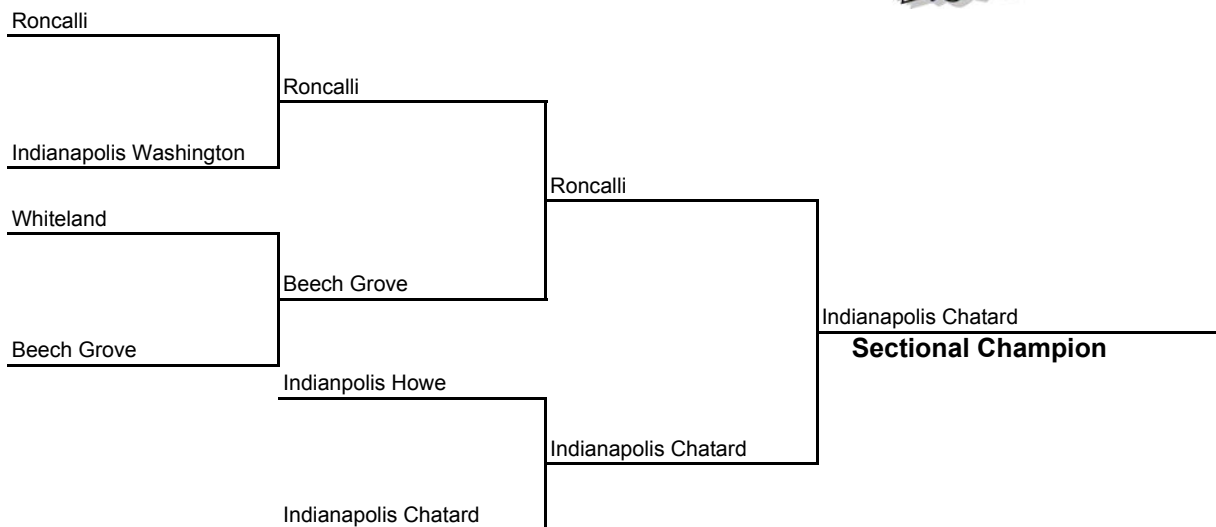 Roncalli
Roncalli
Indianapolis Washington
Roncalli
Whiteland
Beech Grove
Indianapolis Chatard
Sectional Champion
Beech Grove
Indianpolis Howe
Indianapolis Chatard
Indianapolis Chatard